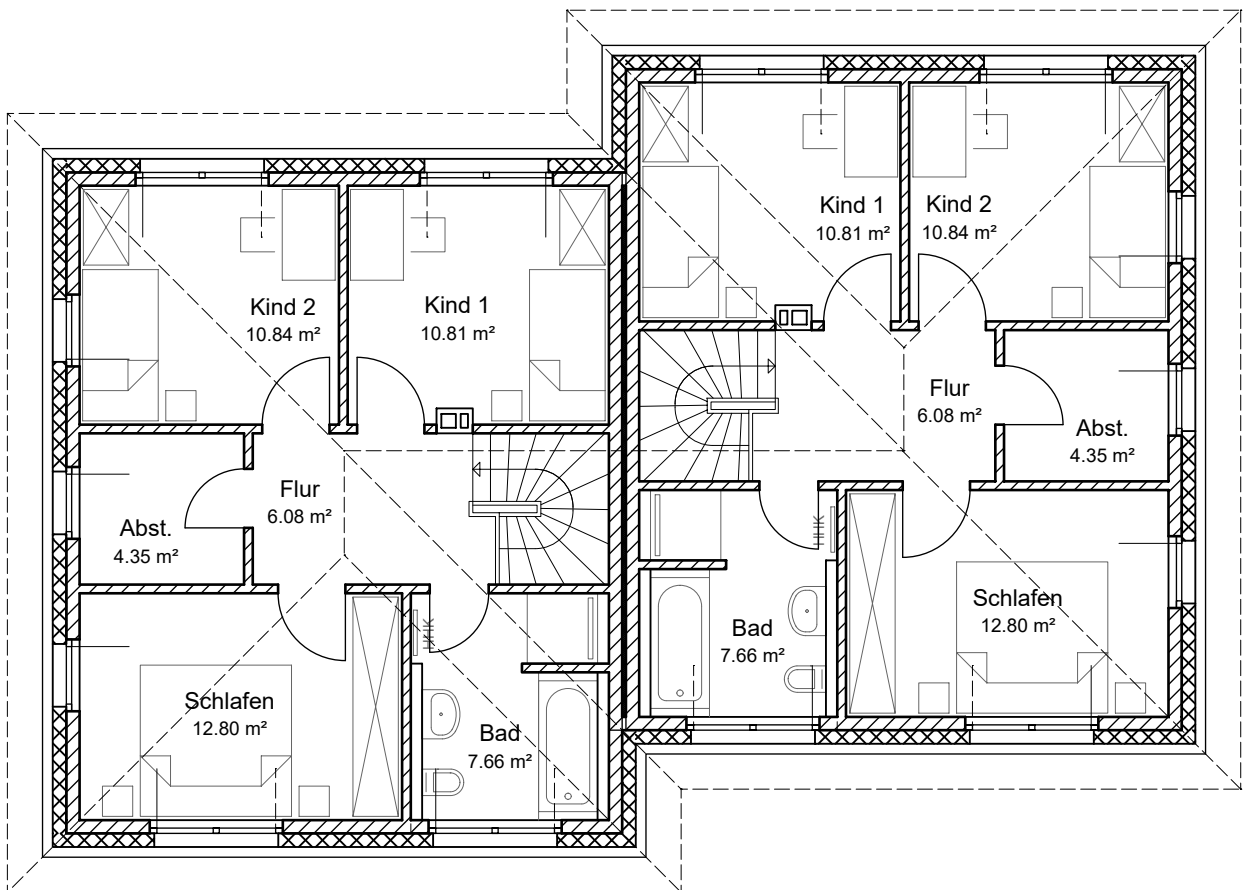 Kind 1
10.81 m²
Kind 2
10.84 m²
Flur
6.08 m²
Abst.
4.35 m²
Schlafen
12.80 m²
Bad
7.66 m²
Kind 2
10.84 m²
Kind 1
10.81 m²
Flur
6.08 m²
Abst.
4.35 m²
Schlafen
12.80 m²
Bad
7.66 m²